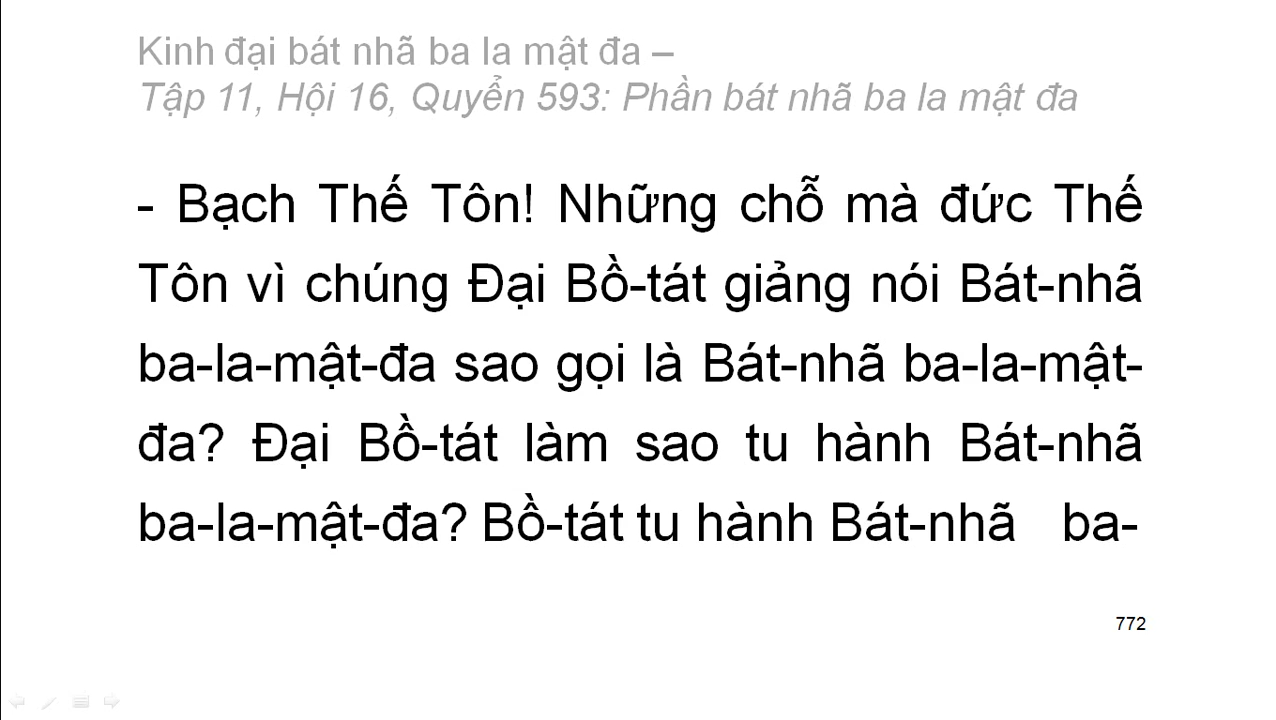 Kinh đại bát nhã ba la mật đa –
Tập 11, Hội 16, Quyển 593: Phần bát nhã ba la mật đa
- Bạch Thế Tôn! Những chỗ mà đức Thế
Tôn vì chúng Đại Bồ-tát giảng nói Bát-nhã
ba-la-mật-đa sao gọi là Bát-nhã ba-la-mật-
đa? Đại Bồ-tát làm sao tu hành Bát-nhã
ba-la-mật-đa? Bồ-tát tu hành Bát-nhã ba-
772